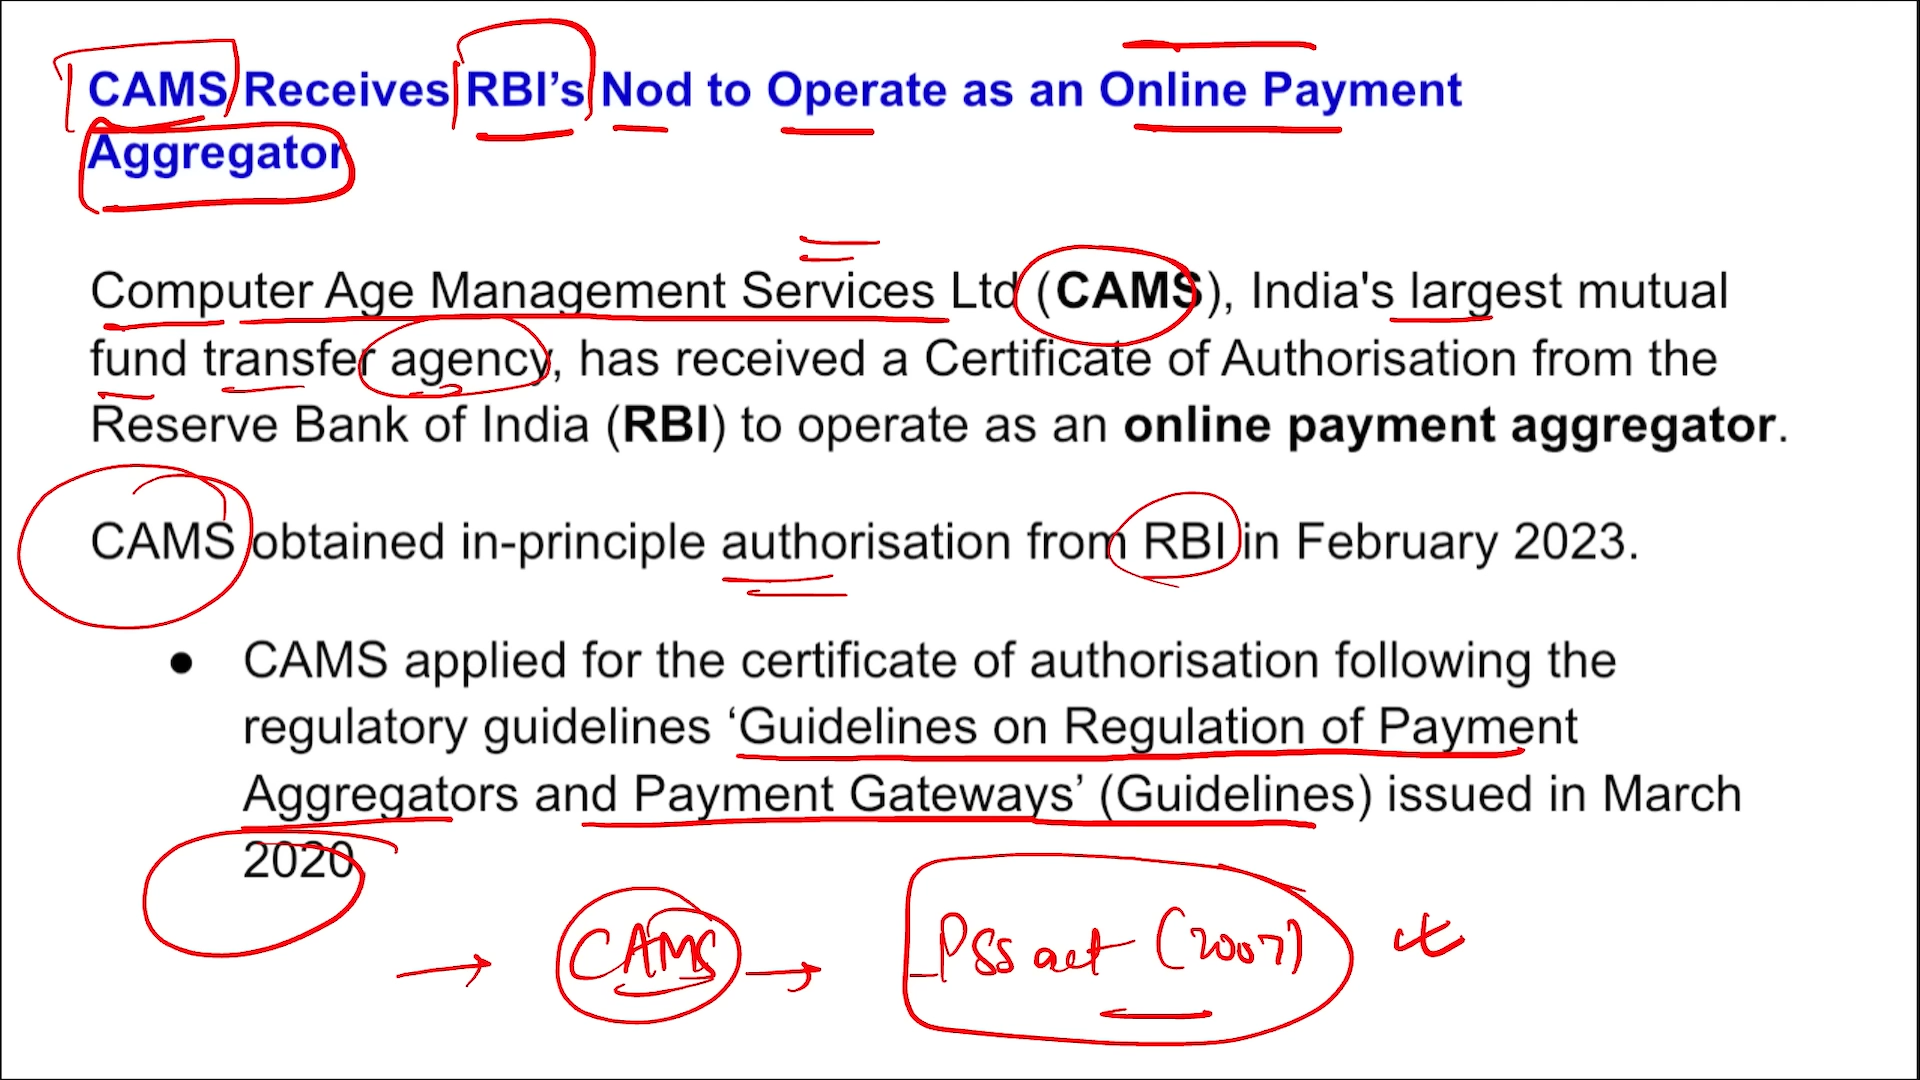 CAMS Receives RBI’s Nod to Operate as an Online Payment
Aggregator
Computer Age Management Services Ltd (CAMS), India's largest mutual
fund transfer agency, has received a Certificate of Authorisation from the
Reserve Bank of India (RBI) to operate as an online payment aggregator.
CAMS obtained in-principle authorisation from RBI in February 2023.
● CAMS applied for the certificate of authorisation following the
regulatory guidelines ‘Guidelines on Regulation of Payment
Aggregators and Payment Gateways’ (Guidelines) issued in March
2020
→ CAMS → PSS act (2007)